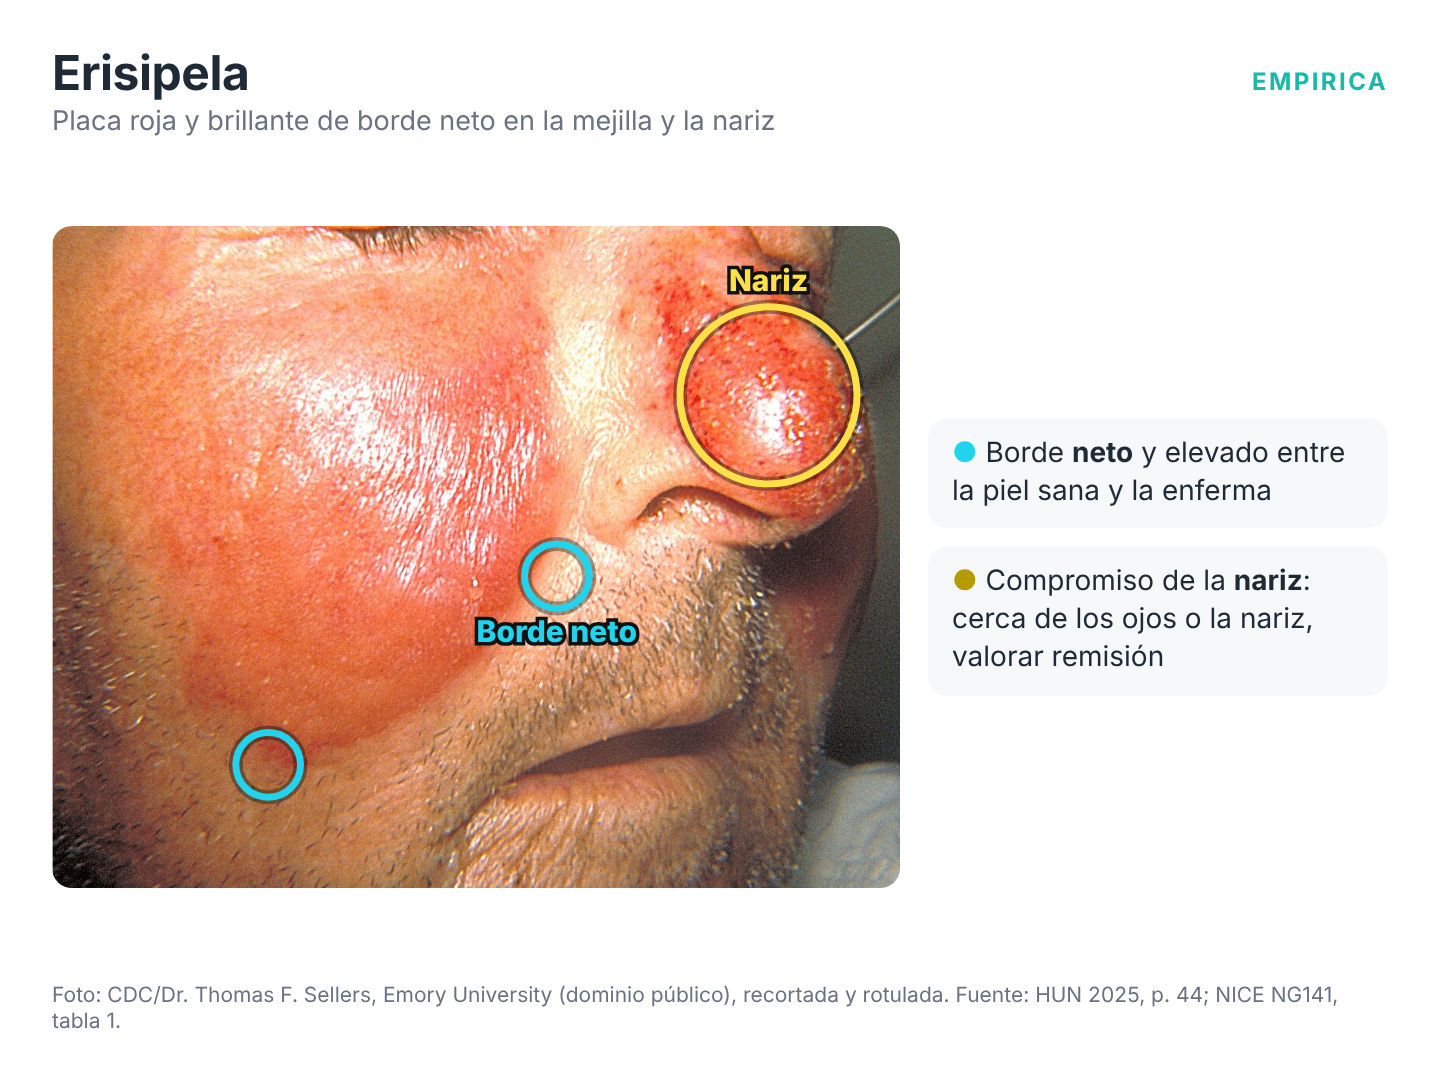 Erisipela
EMPIRICA
Placa roja y brillante de borde neto en la mejilla y la nariz
Nariz
Borde neto
Borde neto y elevado entre
la piel sana y la enferma
Compromiso de la nariz:
cerca de los ojos o la nariz,
valorar remisión
Foto: CDC/Dr. Thomas F. Sellers, Emory University (dominio público), recortada y rotulada. Fuente: HUN 2025, p. 44; NICE NG141,
tabla 1.